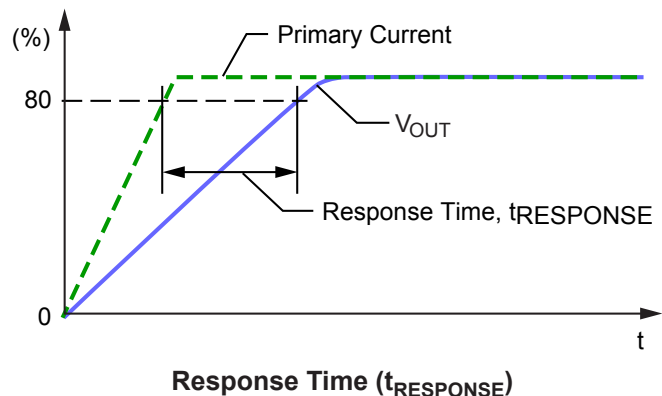 (%)
Primary Current
80
VOUT
Response Time, tRESPONSE
0
t
Response Time (tRESPONSE)